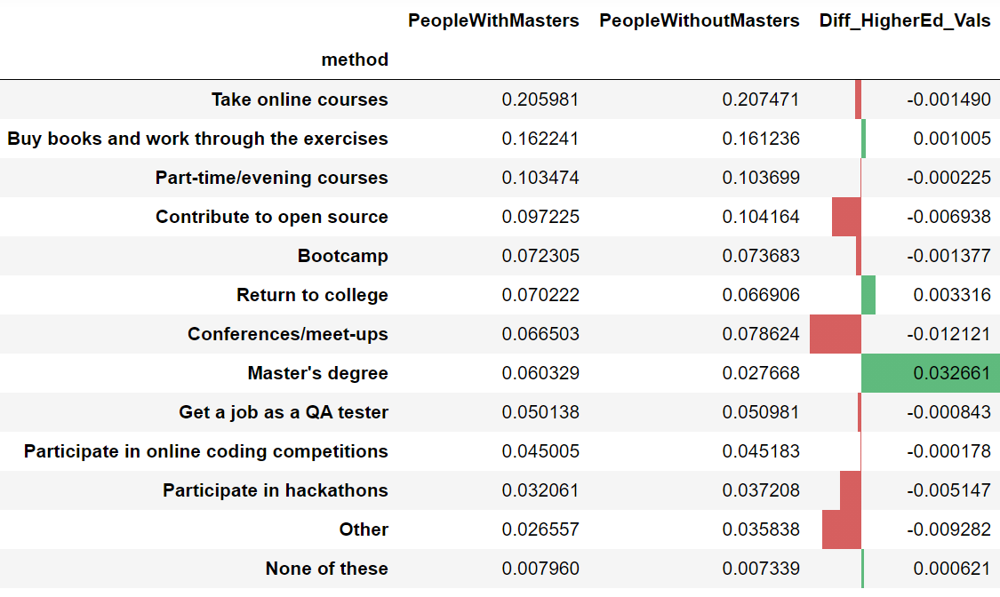 PeopleWithMasters PeopleWithoutMasters Diff_HigherEd_Vals
method
Take online courses 0.205981 0.207471 -0.001490
Buy books and work through the exercises 0.162241 0.161236 0.001005
Part-time/evening courses 0.103474 0.103699 -0.000225
Contribute to open source 0.097225 0.104164 -0.006938
Bootcamp 0.072305 0.073683 -0.001377
Return to college 0.070222 0.066906 0.003316
Conferences/meet-ups 0.066503 0.078624 -0.012121
Master's degree 0.060329 0.027668 0.032661
Get a job as a QA tester 0.050138 0.050981 -0.000843
Participate in online coding competitions 0.045005 0.045183 -0.000178
Participate in hackathons 0.032061 0.037208 -0.005147
Other 0.026557 0.035838 -0.009282
None of these 0.007960 0.007339 0.000621